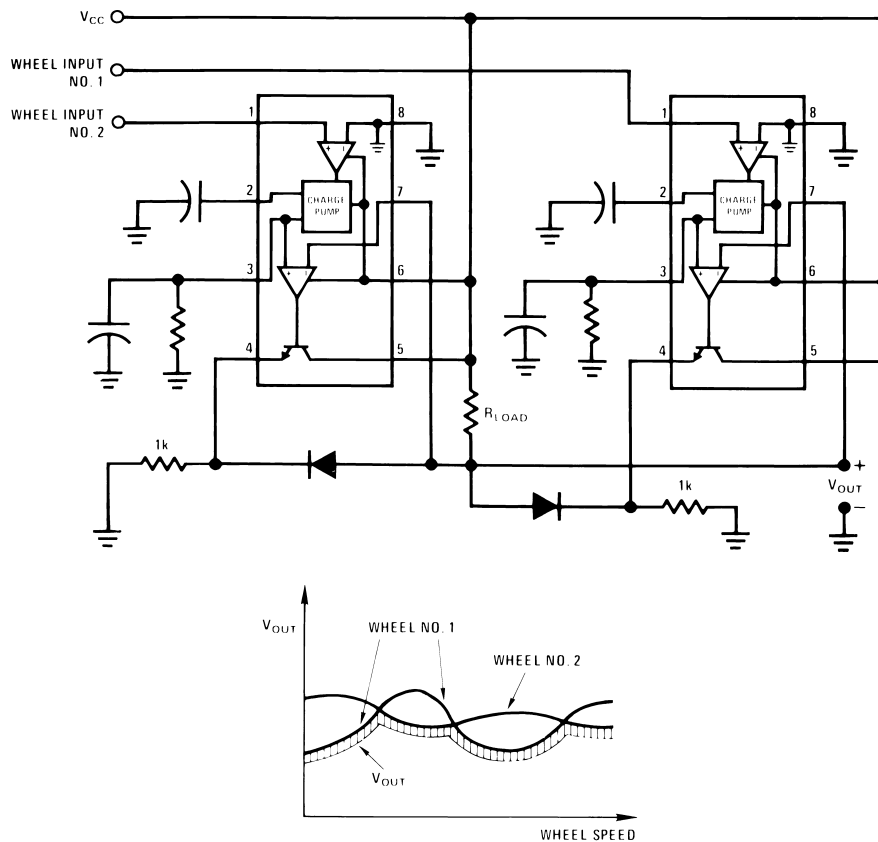 VCC
WHEEL INPUT
NO. 1
WHEEL INPUT
NO. 2
1
8
2
CHARGE
PUMP
7
3
6
4
5
+
−
+
−
1
8
2
CHARGE
PUMP
7
3
6
4
5
+
−
+
−
RLOAD
1k
1k
+
VOUT
−
VOUT
WHEEL NO. 1
WHEEL NO. 2
VOUT
WHEEL SPEED